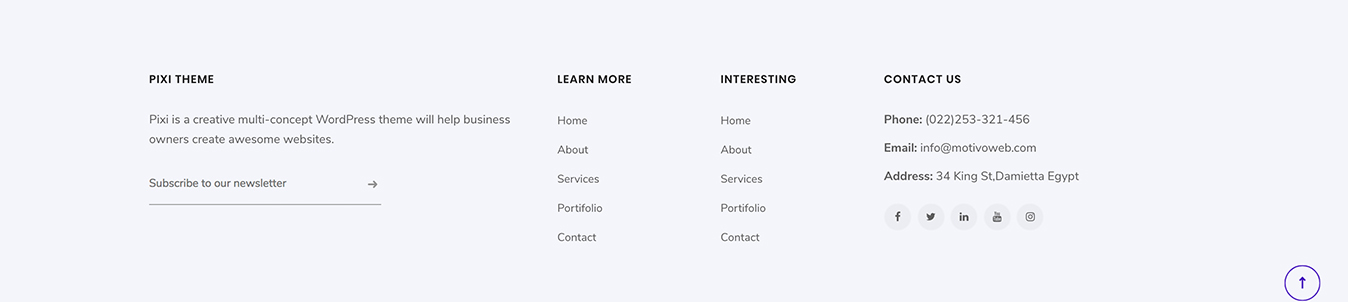 PIXI THEME
Pixi is a creative multi-concept WordPress theme will help business
owners create awesome websites.
Subscribe to our newsletter
LEARN MORE
Home
About
Services
Portfolio
Contact
INTERESTING
Home
About
Services
Portfolio
Contact
CONTACT US
Phone: (022)253-321-456
Email: info@motivoweb.com
Address: 34 King St,Damietta Egypt